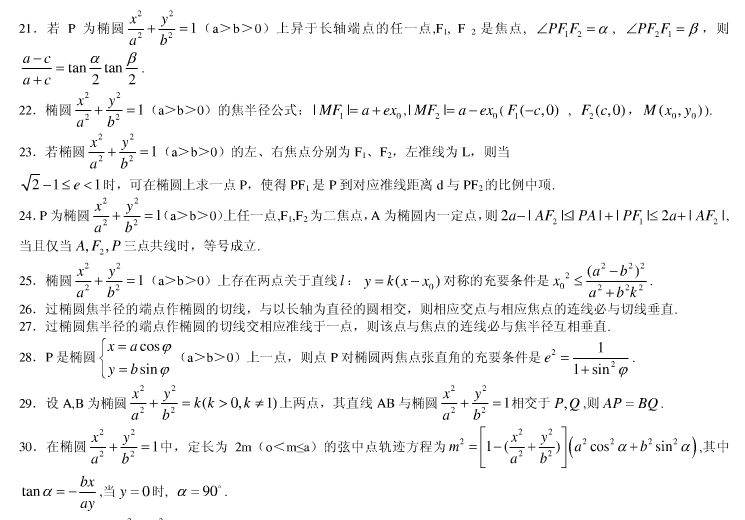 21．若 P 为椭圆 x²/a² + y²/b² = 1（a＞b＞0）上异于长轴端点的任一点,F₁, F ₂ 是焦点, ∠PF₁F₂ = α , ∠PF₂F₁ = β，则
(a−c)/(a+c) = tan α/2 tan β/2 .
22．椭圆 x²/a² + y²/b² = 1（a＞b＞0）的焦半径公式：|MF₁|= a + ex₀ ,|MF₂|= a − ex₀ ( F₁(−c,0) , F₂(c,0)，M(x₀, y₀) ).
23．若椭圆 x²/a² + y²/b² = 1（a＞b＞0）的左、右焦点分别为 F₁、F₂，左准线为 L，则当
√2 −1 ≤ e < 1时，可在椭圆上求一点 P，使得 PF₁ 是 P 到对应准线距离 d 与 PF₂ 的比例中项.
24．P 为椭圆 x²/a² + y²/b² = 1（a＞b＞0）上任一点,F₁,F₂ 为二焦点，A 为椭圆内一定点，则 2a−|AF₂|≤|PA|+|PF₁|≤ 2a+|AF₂|,
当且仅当 A, F₂, P 三点共线时，等号成立.
25．椭圆 x²/a² + y²/b² = 1（a＞b＞0）上存在两点关于直线 l： y = k(x − x₀) 对称的充要条件是 x₀² ≤ (a² − b²)²/(a² + b²k²) .
26．过椭圆焦半径的端点作椭圆的切线，与以长轴为直径的圆相交，则相应交点与相应焦点的连线必与切线垂直.
27．过椭圆焦半径的端点作椭圆的切线交相应准线于一点，则该点与焦点的连线必与焦半径互相垂直.
28．P 是椭圆 { x = a cos φ y = b sin φ （a＞b＞0）上一点，则点 P 对椭圆两焦点张直角的充要条件是 e² = 1/(1 + sin² φ) .
29．设 A,B 为椭圆 x²/a² + y²/b² = k(k > 0, k ≠ 1) 上两点，其直线 AB 与椭圆 x²/a² + y²/b² = 1相交于 P,Q ,则 AP = BQ .
30．在椭圆 x²/a² + y²/b² = 1中，定长为 2m（o＜m≤a）的弦中点轨迹方程为 m² = [1−(x²/a² + y²/b²)](a² cos² α + b² sin² α) ,其中
tan α = − bx/ay ,当 y = 0 时, α = 90° .